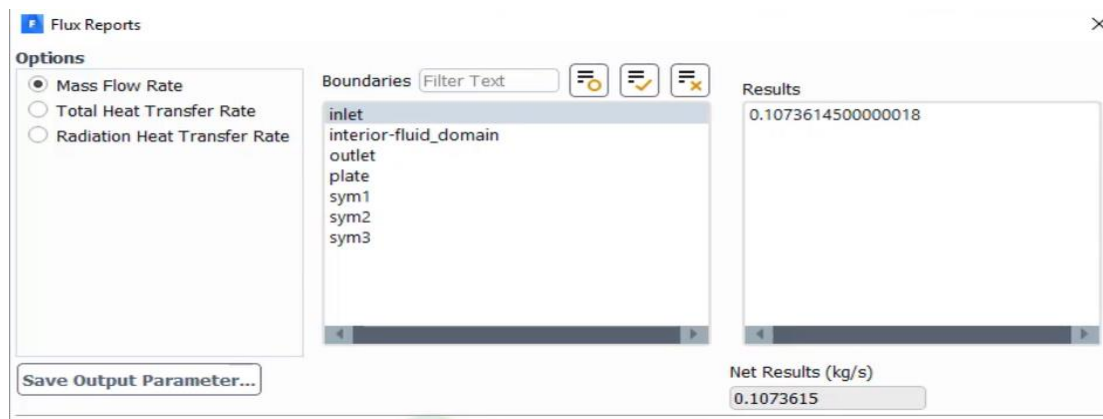 F Flux Reports
Options
Mass Flow Rate
Total Heat Transfer Rate
Radiation Heat Transfer Rate
Save Output Parameter...
Boundaries Filter Text
inlet
interior-fluid_domain
outlet
plate
sym1
sym2
sym3
Results
0.1073614500000018
Net Results (kg/s)
0.1073615